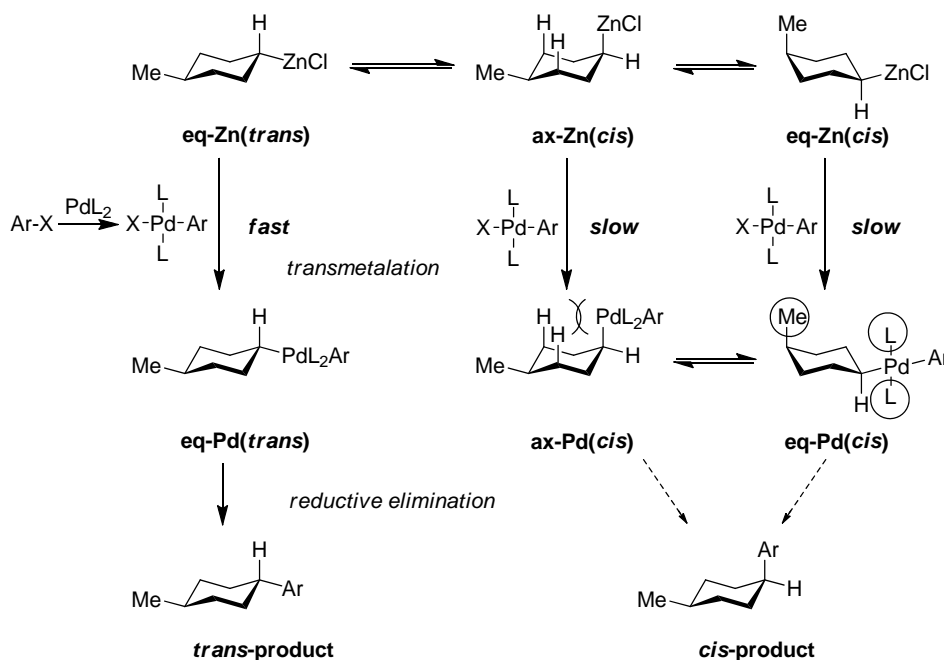 H
H
H
ZnCl
Me
ZnCl
Me
H
Me
ZnCl
H
eq-Zn(trans)
ax-Zn(cis)
eq-Zn(cis)
Ar-X
PdL2
L
X-Pd-Ar
L
fast
L
X-Pd-Ar
L
slow
L
X-Pd-Ar
L
slow
transmetalation
H
Me
PdL2Ar
H
H
PdL2Ar
Me
H
Me
L
Pd
Ar
L
H
eq-Pd(trans)
ax-Pd(cis)
eq-Pd(cis)
reductive elimination
H
Me
Ar
Ar
Me
H
trans-product
cis-product